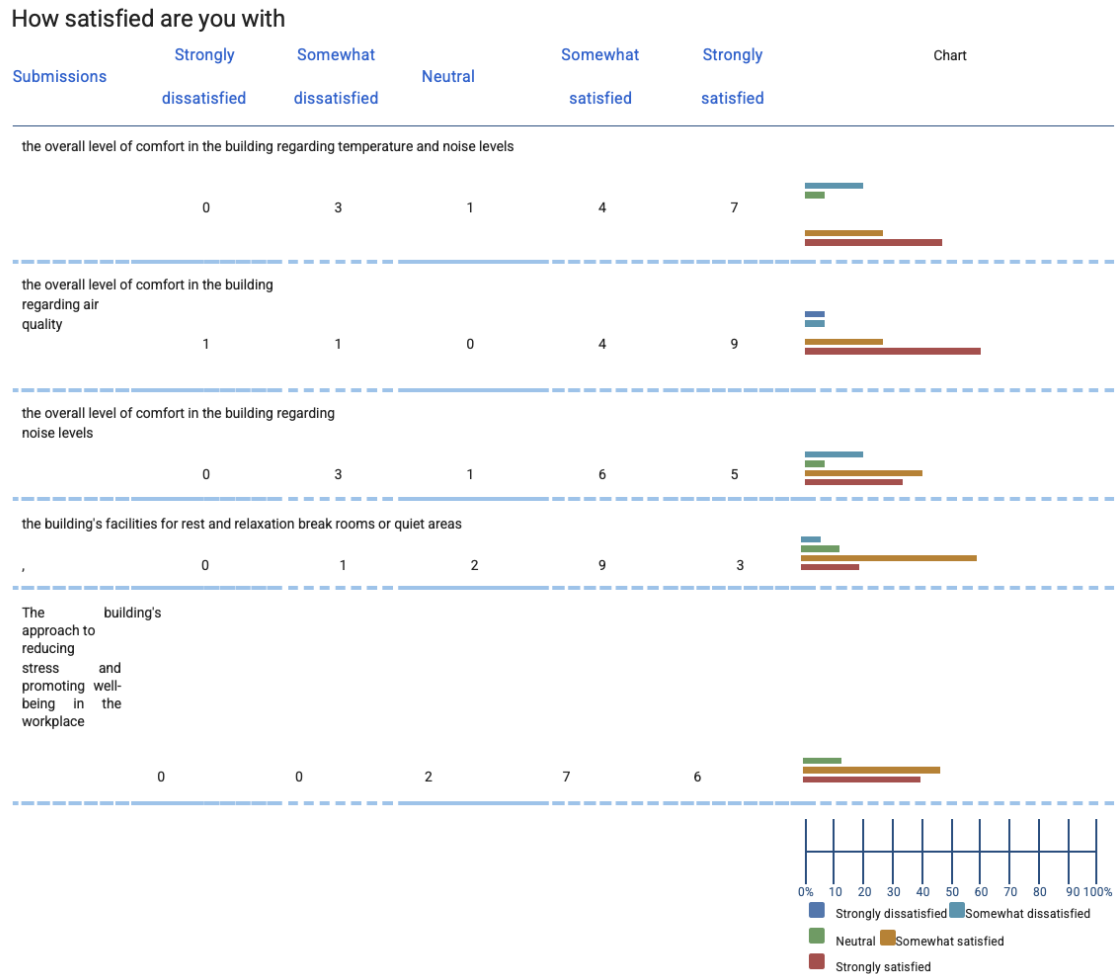 How satisfied are you with
Submissions Strongly dissatisfied Somewhat dissatisfied Neutral Somewhat satisfied Strongly satisfied Chart
the overall level of comfort in the building regarding temperature and noise levels
0 3 1 4 7
the overall level of comfort in the building
regarding air
quality
1 1 0 4 9
the overall level of comfort in the building regarding
noise levels
0 3 1 6 5
the building's facilities for rest and relaxation break rooms or quiet areas
, 0 1 2 9 3
The building's
approach to
reducing
stress and
promoting well-
being in the
workplace
0 0 2 7 6
0% 10 20 30 40 50 60 70 80 90 100%
Strongly dissatisfied Somewhat dissatisfied
Neutral Somewhat satisfied
Strongly satisfied